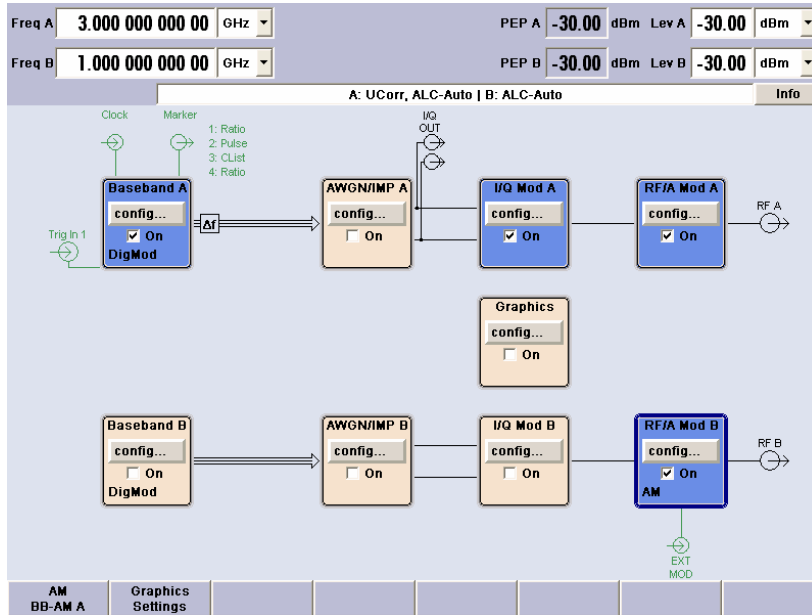 Freq A 3.000 000 000 00 GHz PEP A -30.00 dBm Lev A -30.00 dBm
Freq B 1.000 000 000 00 GHz PEP B -30.00 dBm Lev B -30.00 dBm
A: UCorr, ALC-Auto | B: ALC-Auto Info
Clock Marker
1: Ratio
2: Pulse
3: CList
4: Ratio
I/Q
OUT
Baseband A AWGN/IMP A I/Q Mod A RF/A Mod A
config... config... config... config...
RF A
Trig In 1
On On On On
Δf
DigMod
Graphics
config...
On
Baseband B AWGN/IMP B I/Q Mod B RF/A Mod B
config... config... config... config...
RF B
On On On On
DigMod AM
EXT
MOD
AM Graphics
BB-AM A Settings